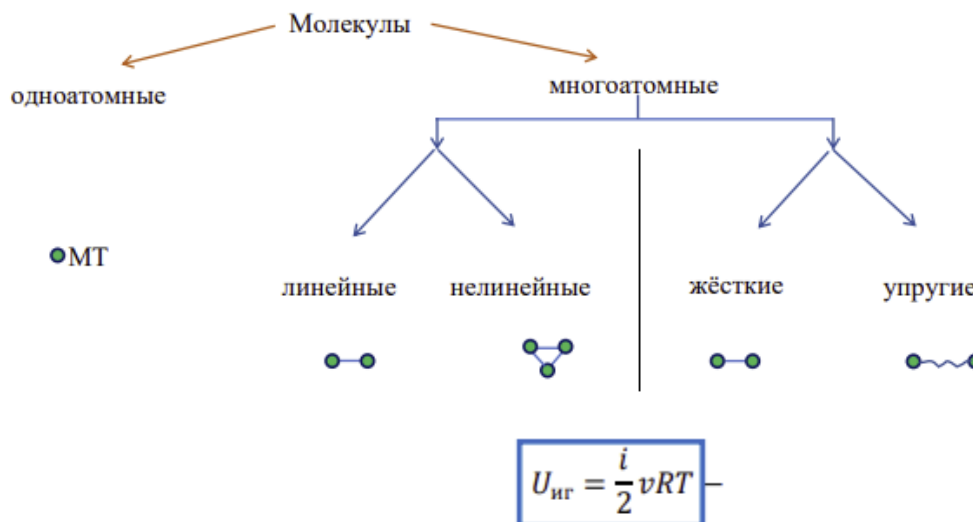 Молекулы
одноатомные
многоатомные
МТ
линейные
нелинейные
жёсткие
упругие
U_иг = i/2 νRT –